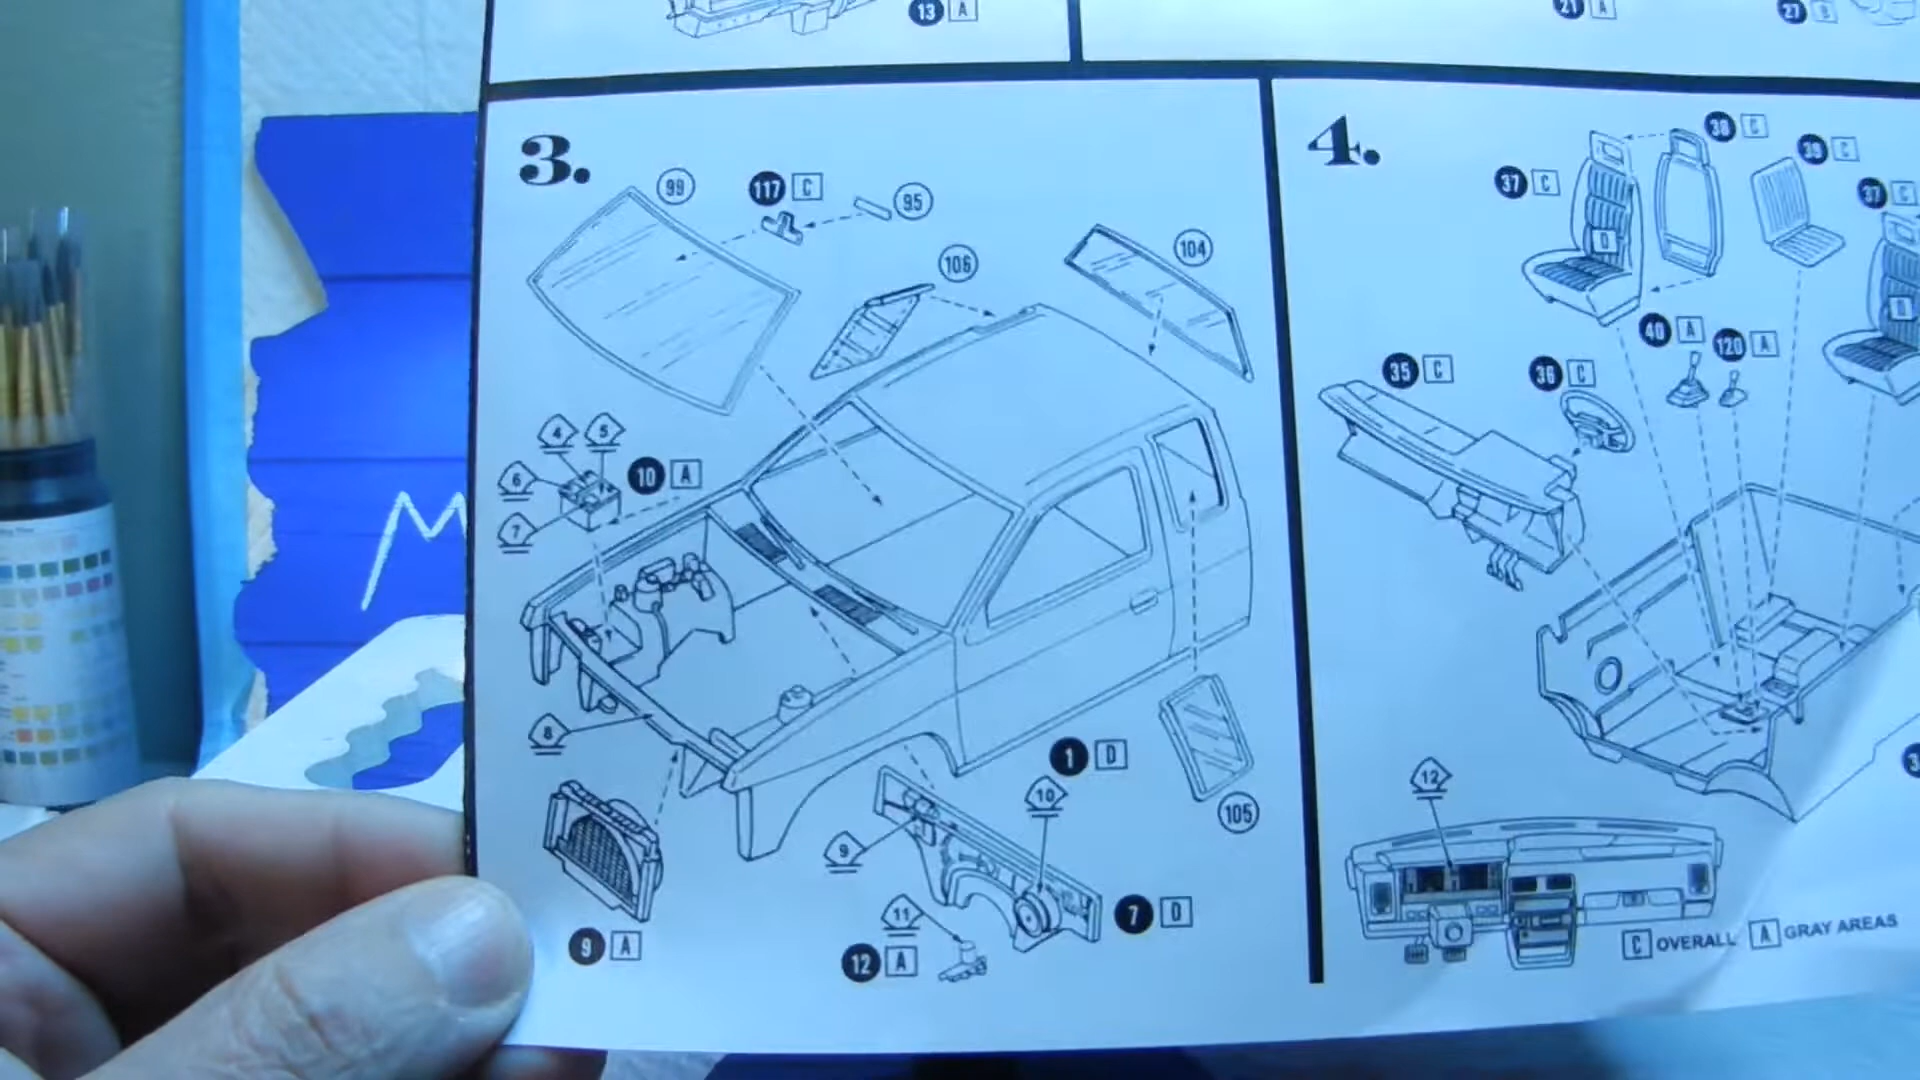 13 A
21 A
27 B
3.
99
117 C
95
106
104
4
5
6
10 A
7
8
1 D
10
105
9
11
7 D
9 A
12 A
4.
38 C
39 C
37 C
37 C
D
D
40 A
120 A
35 C
36 C
12
C OVERALL A GRAY AREAS
M